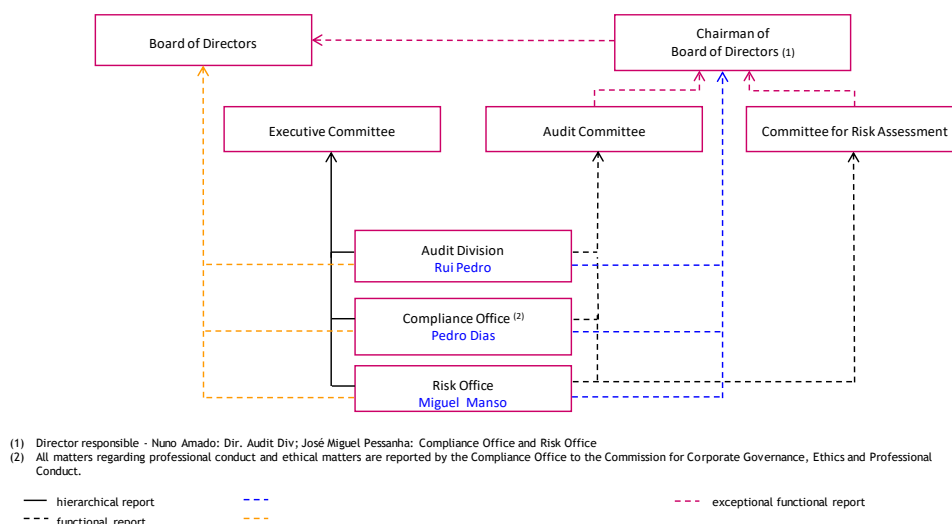 Board of Directors
Chairman of
Board of Directors (1)
Executive Committee
Audit Committee
Committee for Risk Assessment
Audit Division
Rui Pedro
Compliance Office (2)
Pedro Dias
Risk Office
Miguel Manso
(1) Director responsible - Nuno Amado: Dir. Audit Div; José Miguel Pessanha: Compliance Office and Risk Office
(2) All matters regarding professional conduct and ethical matters are reported by the Compliance Office to the Commission for Corporate Governance, Ethics and Professional
Conduct.
hierarchical report
exceptional functional report
functional report